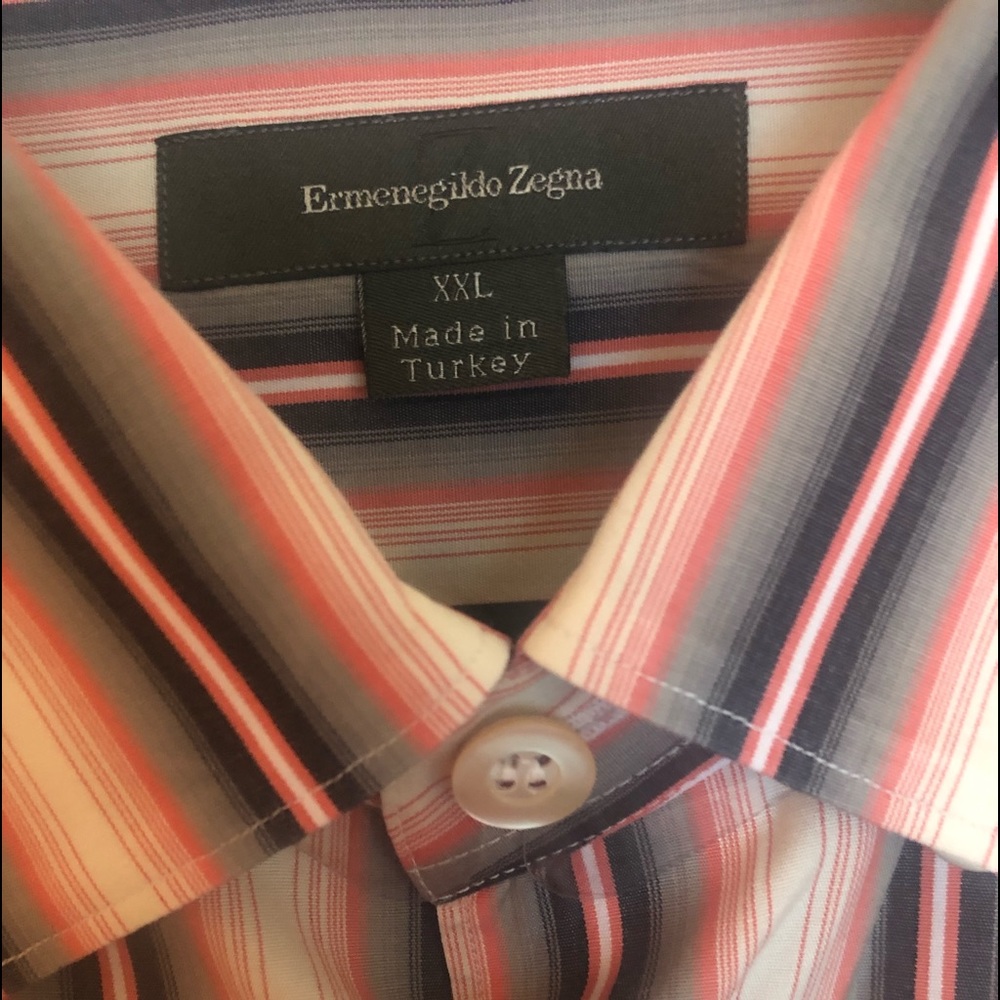 Ermenegildo Zegna
XXL
Made in
Turkey